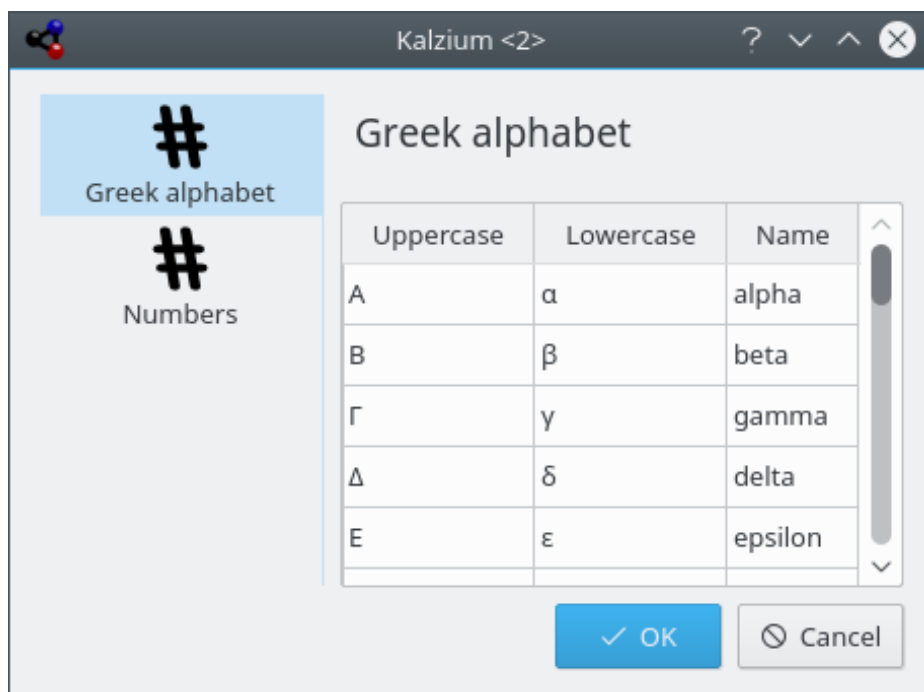 Kalzium <2>
Greek alphabet
Numbers
Greek alphabet
Uppercase Lowercase Name
Α α alpha
Β β beta
Γ γ gamma
Δ δ delta
Ε ε epsilon
OK Cancel